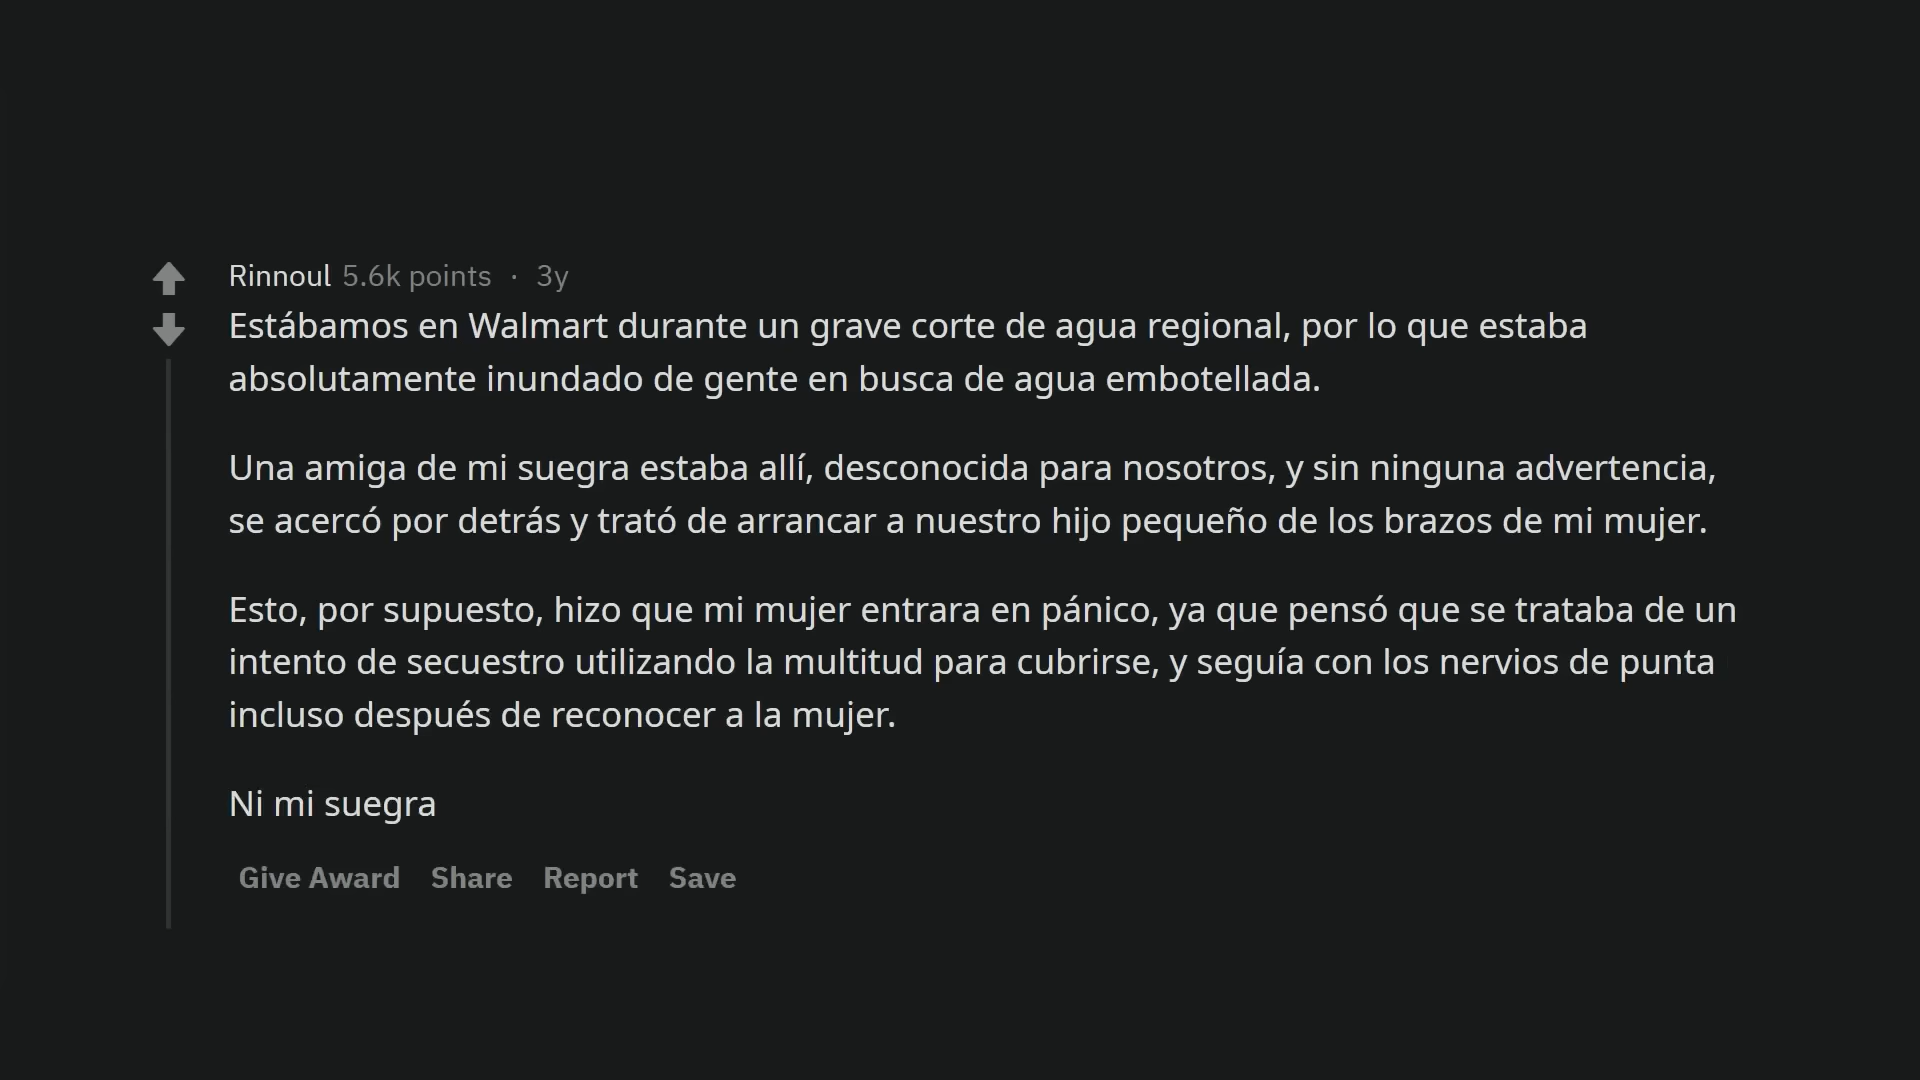 Rinnoul 5.6k points · 3y
Estábamos en Walmart durante un grave corte de agua regional, por lo que estaba
absolutamente inundado de gente en busca de agua embotellada.
Una amiga de mi suegra estaba allí, desconocida para nosotros, y sin ninguna advertencia,
se acercó por detrás y trató de arrancar a nuestro hijo pequeño de los brazos de mi mujer.
Esto, por supuesto, hizo que mi mujer entrara en pánico, ya que pensó que se trataba de un
intento de secuestro utilizando la multitud para cubrirse, y seguía con los nervios de punta
incluso después de reconocer a la mujer.
Ni mi suegra
Give Award Share Report Save